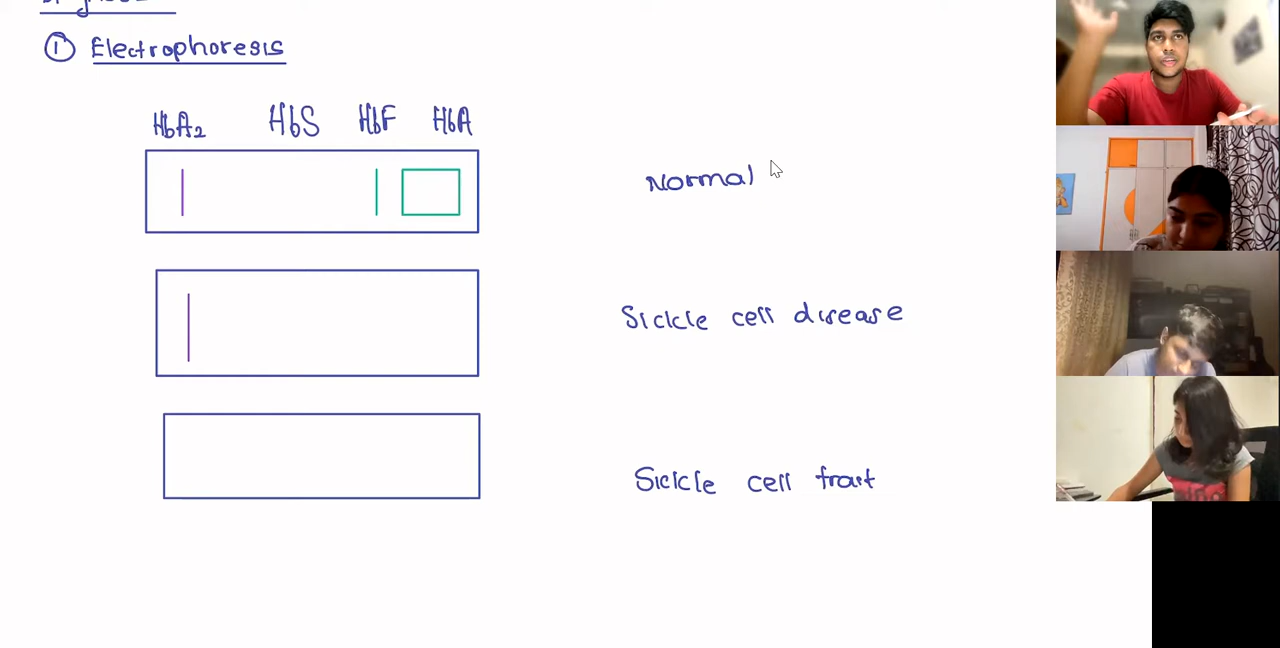 ① Electrophoresis
HbA₂ HbS HbF HbA
Normal
Sickle cell disease
Sickle cell trait